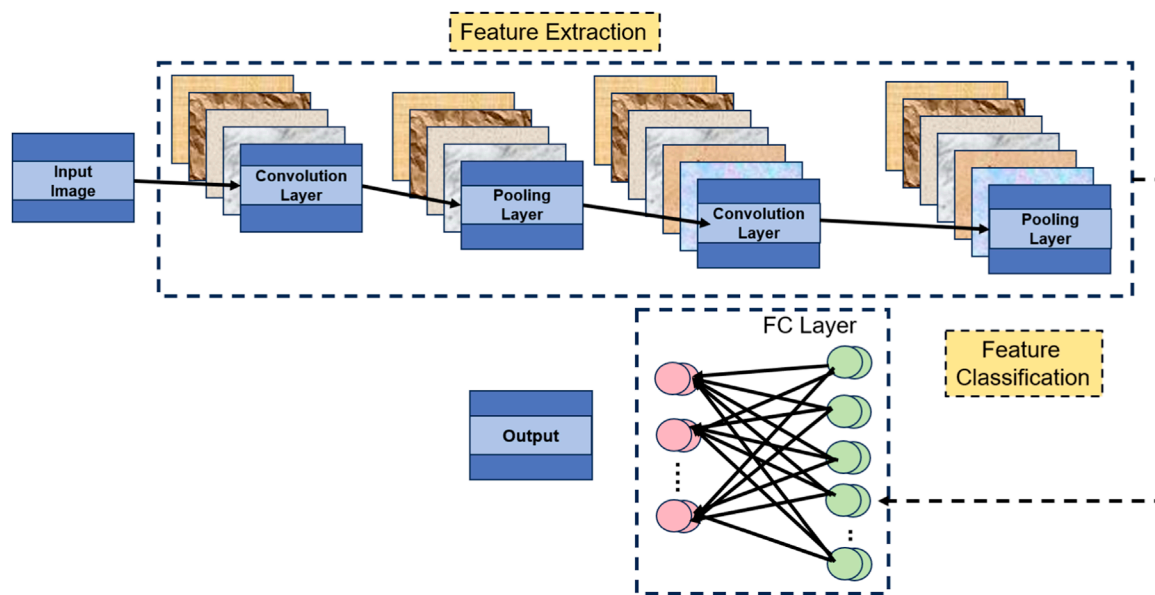 Feature Extraction
Input
Image
Convolution
Layer
Pooling
Layer
Convolution
Layer
Pooling
Layer
FC Layer
Feature
Classification
Output